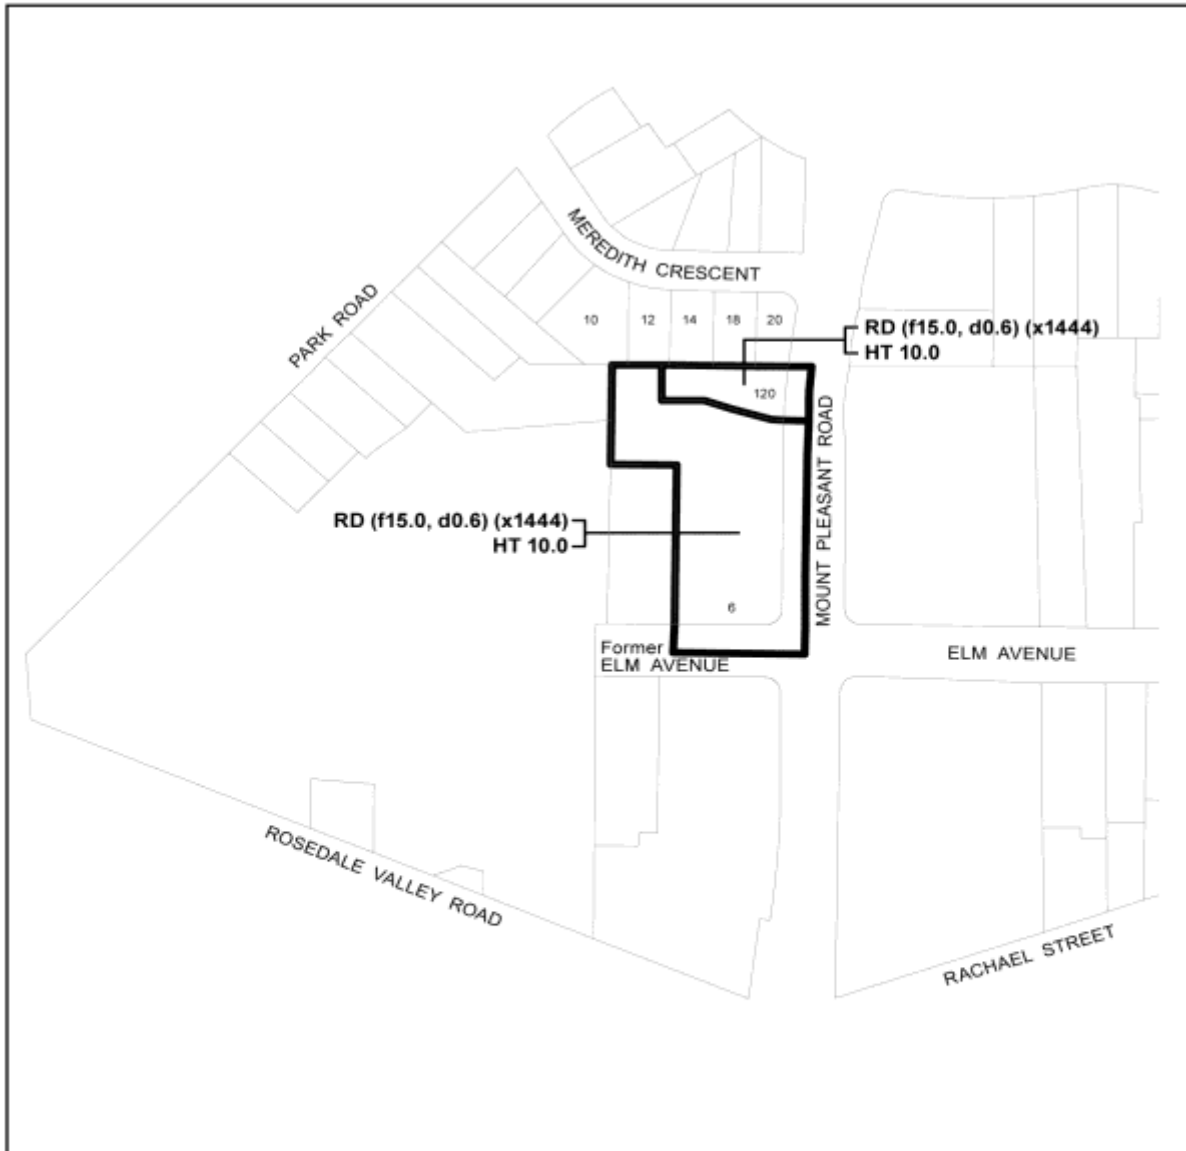 MEREDITH CRESCENT
PARK ROAD
10
12
14
18
20
RD (f15.0, d0.6) (x1444)
HT 10.0
120
MOUNT PLEASANT ROAD
RD (f15.0, d0.6) (x1444)
HT 10.0
6
Former
ELM AVENUE
ELM AVENUE
ROSEDALE VALLEY ROAD
RACHAEL STREET